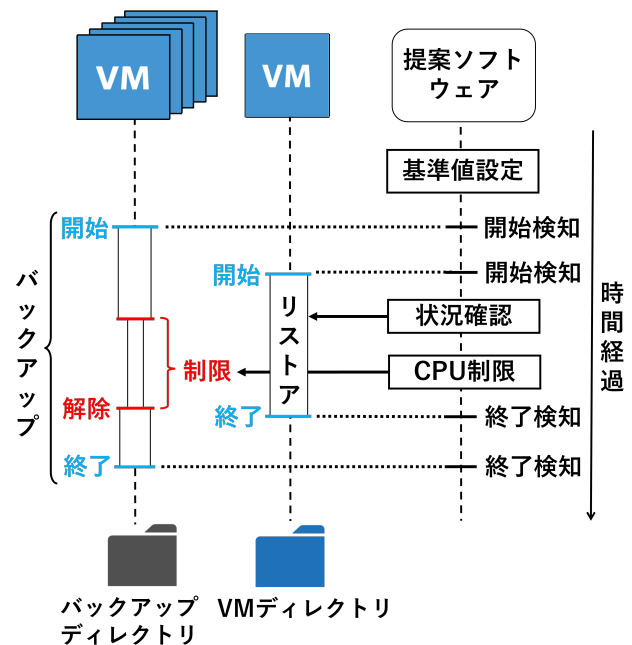 VM
VM
提案ソフト
ウェア
基準値設定
開始
開始検知
開始
開始検知
バックアップ
リストア
時間経過
状況確認
制限
CPU制限
解除
終了
終了検知
終了
終了検知
バックアップ
ディレクトリ
VMディレクトリ